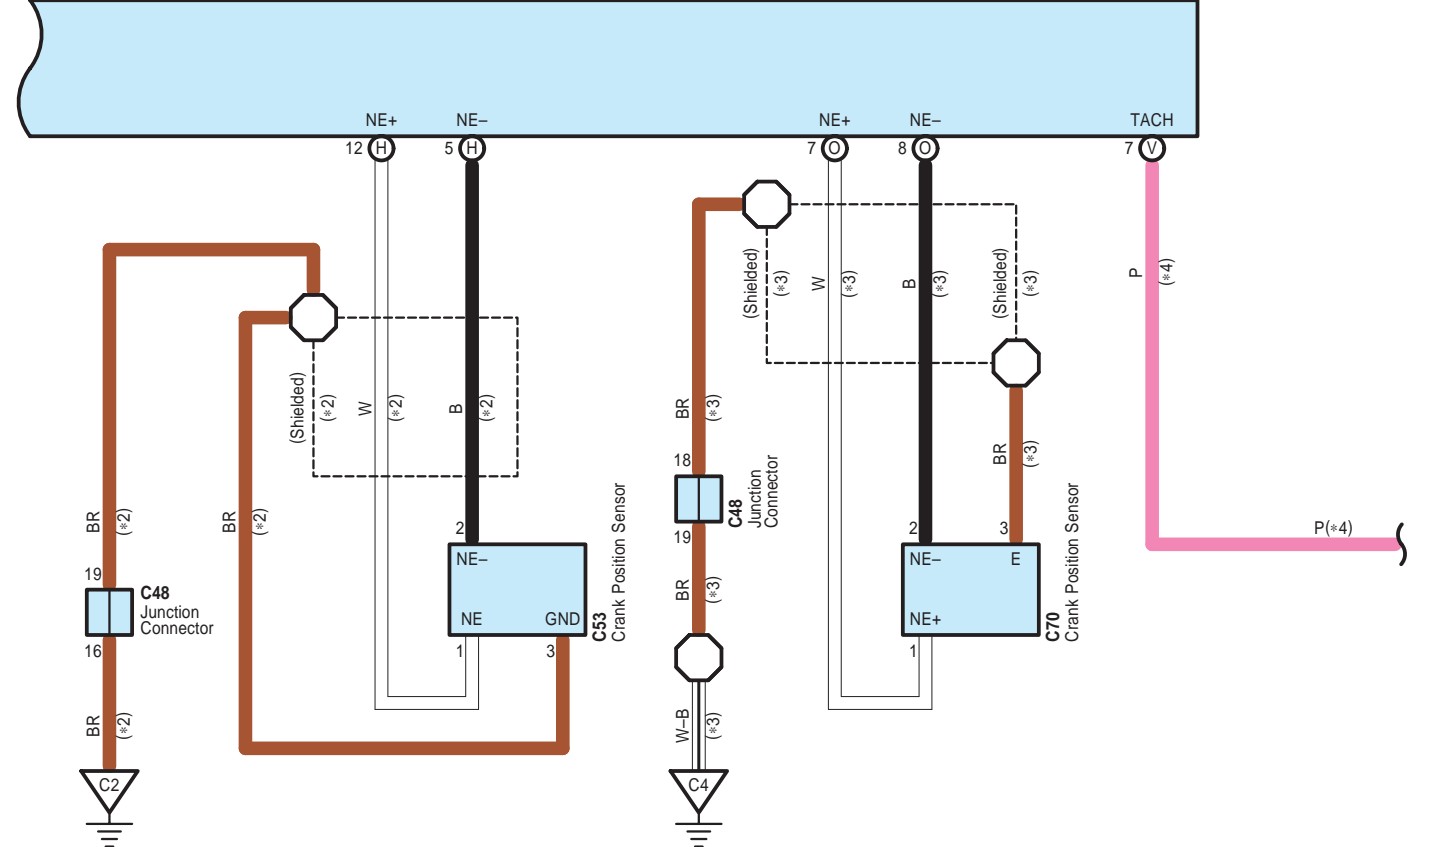 NE+ NE– NE+ NE– TACH
12 H 5 H 7 O 8 O 7 V
(Shielded)
(*3)
W
(*3)
B
(*3)
(Shielded)
(*3)
P
(*4)
(Shielded)
(*2)
W
(*2)
B
(*2)
BR
(*3)
BR
(*3)
18
C48
Junction
Connector
19
BR
(*2)
BR
(*2)
P(*4)
2
NE–
NE GND
1 3
C53
Crank Position Sensor
2 3
NE– E
NE+
1
C70
Crank Position Sensor
19
C48
Junction
Connector
16
BR
(*3)
BR
(*2)
W–B
(*3)
C2
C4